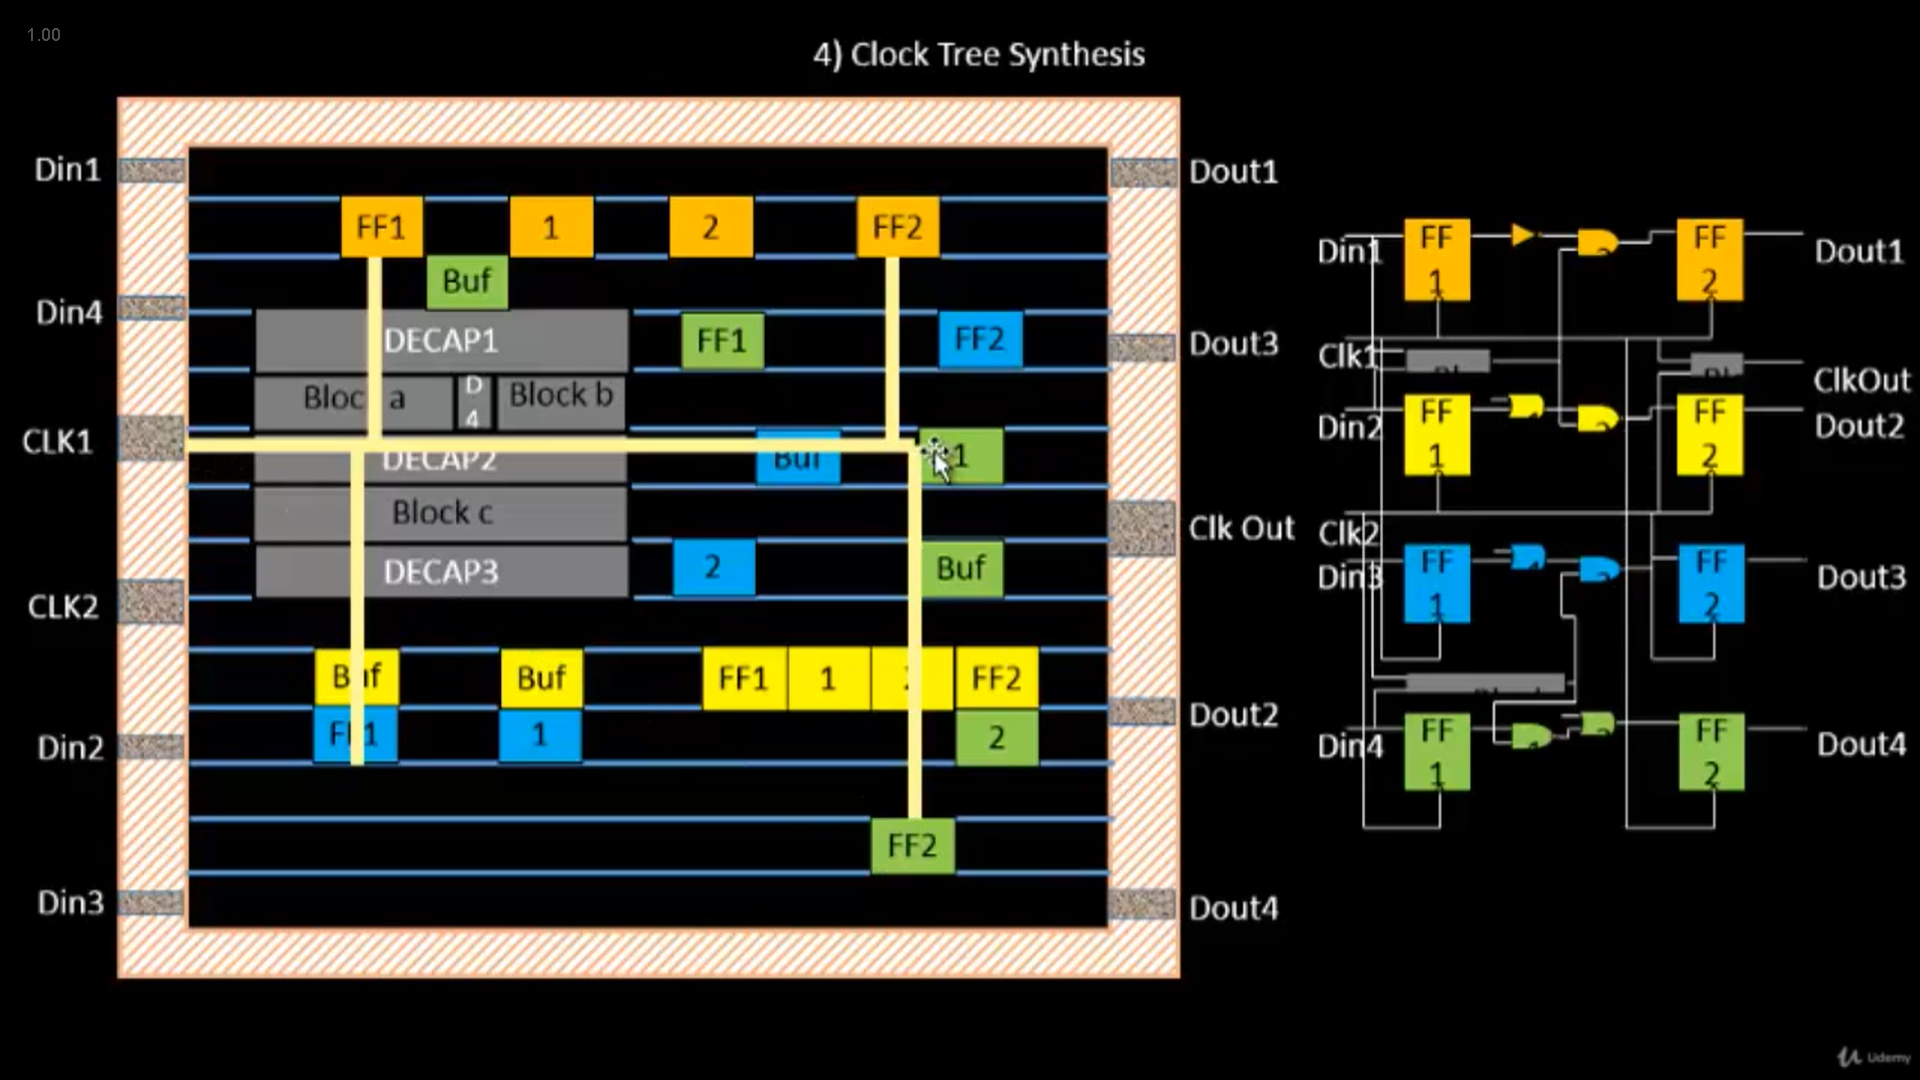 1.00
4) Clock Tree Synthesis
Din1
Dout1
FF1
1
2
FF2
Buf
Din4
DECAP1
FF1
FF2
Dout3
Block a
D
4
Block b
CLK1
DECAP2
Buf
1
Block c
Clk Out
DECAP3
2
Buf
CLK2
Buf
Buf
FF1
1
2
FF2
FF1
1
2
Din2
Dout2
FF2
Din3
Dout4
Din1
FF
1
FF
2
Dout1
Clk1
ClkOut
Din2
FF
1
FF
2
Dout2
Clk2
Din3
FF
1
FF
2
Dout3
Din4
FF
1
FF
2
Dout4
Udemy